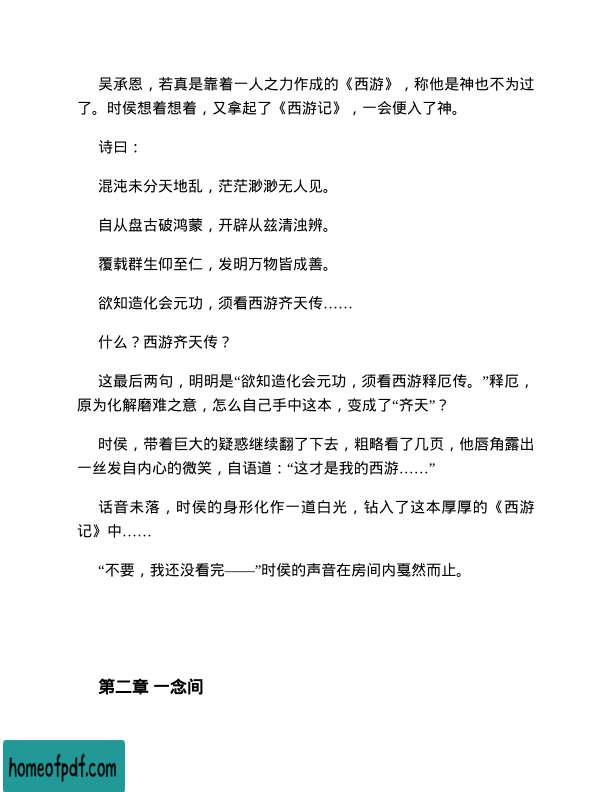 吴承恩，若真是靠着一人之力作成的《西游》，称他是神也不为过
了。时侯想着想着，又拿起了《西游记》，一会便入了神。
诗曰：
混沌未分天地乱，茫茫渺渺无人见。
自从盘古破鸿蒙，开辟从兹清浊辨。
覆载群生仰至仁，发明万物皆成善。
欲知造化会元功，须看西游齐天传……
什么？西游齐天传？
这最后两句，明明是“欲知造化会元功，须看西游释厄传。”释厄，
原为化解磨难之意，怎么自己手中这本，变成了“齐天”？
时侯，带着巨大的疑惑继续翻了下去，粗略看了几页，他唇角露出
一丝发自内心的微笑，自语道：“这才是我的西游……”
话音未落，时侯的身形化作一道白光，钻入了这本厚厚的《西游
记》中……
“不要，我还没看完——”时侯的声音在房间内戛然而止。
第二章 一念间
homeofpdf.com